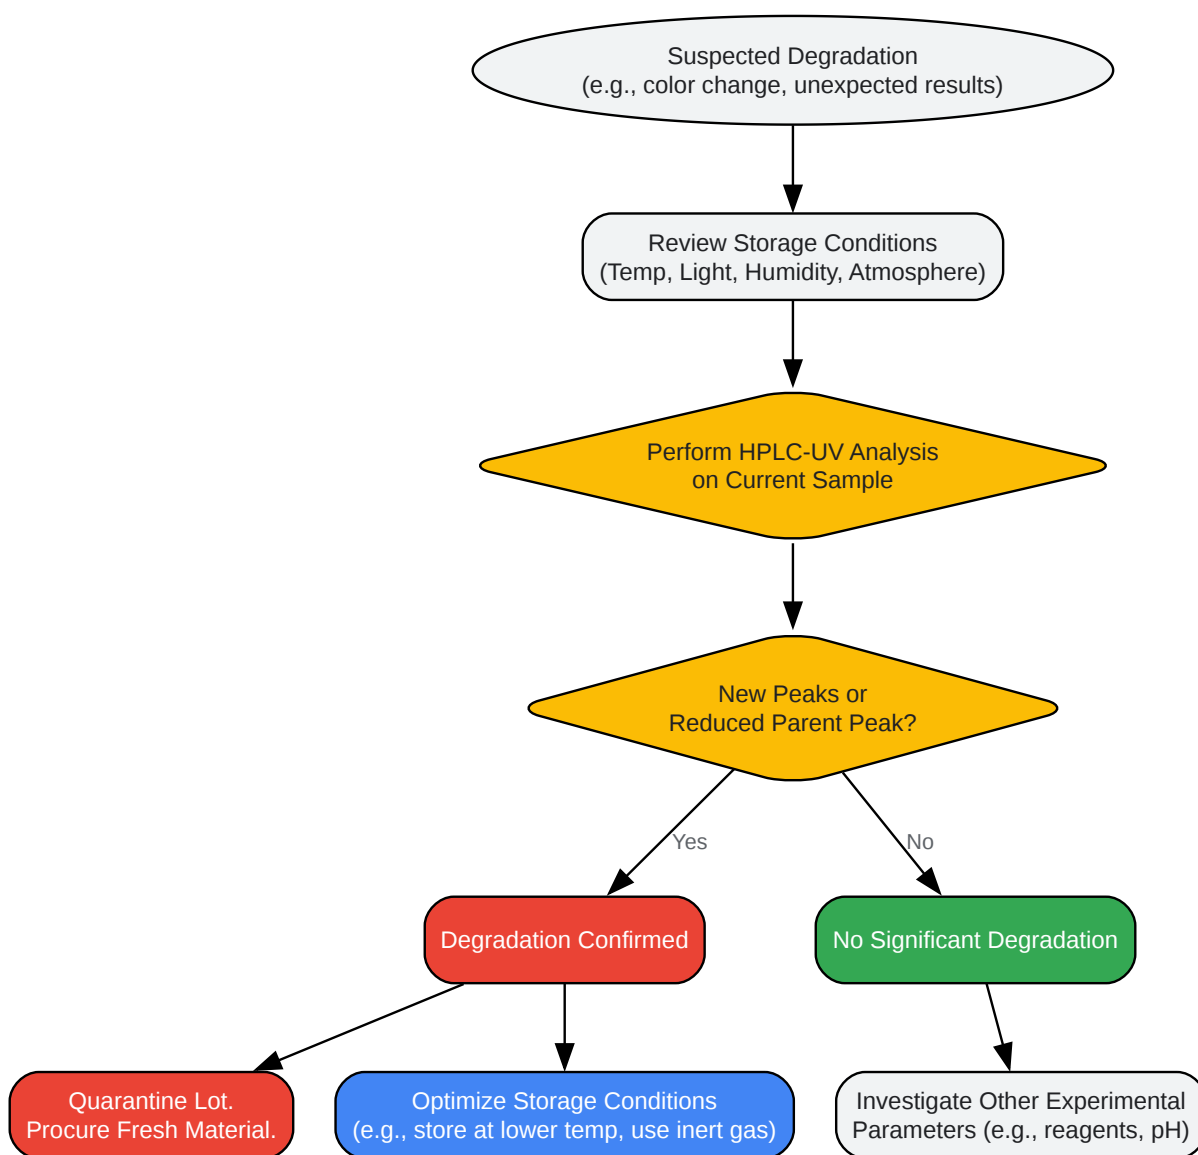 Suspected Degradation
(e.g., color change, unexpected results)
Review Storage Conditions
(Temp, Light, Humidity, Atmosphere)
Perform HPLC-UV Analysis
on Current Sample
New Peaks or
Reduced Parent Peak?
Yes
No
Degradation Confirmed
No Significant Degradation
Quarantine Lot.
Procure Fresh Material.
Optimize Storage Conditions
(e.g., store at lower temp, use inert gas)
Investigate Other Experimental
Parameters (e.g., reagents, pH)